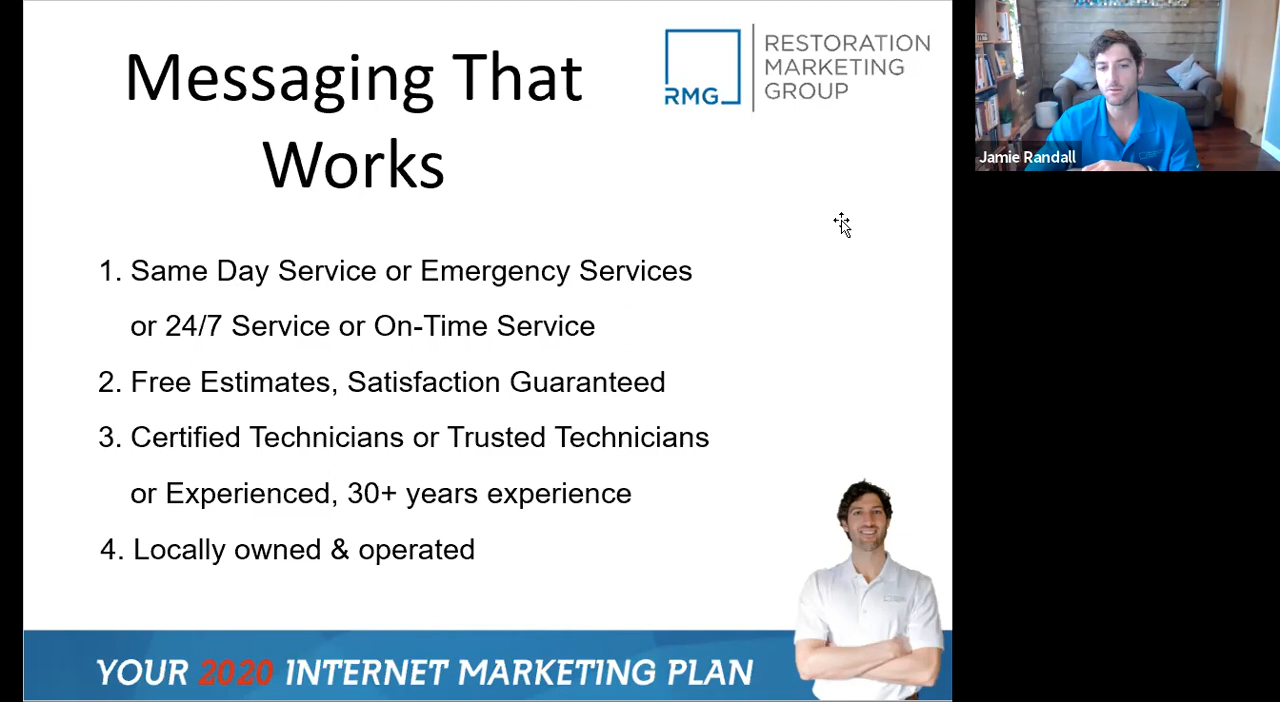 Messaging That
Works
RMG
RESTORATION
MARKETING
GROUP
Jamie Randall
1. Same Day Service or Emergency Services
or 24/7 Service or On-Time Service
2. Free Estimates, Satisfaction Guaranteed
3. Certified Technicians or Trusted Technicians
or Experienced, 30+ years experience
4. Locally owned & operated
YOUR 2020 INTERNET MARKETING PLAN